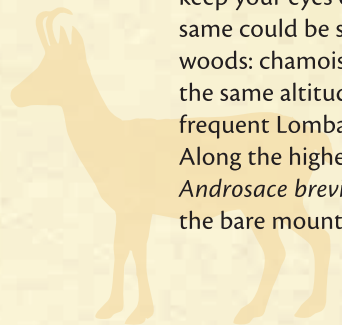 keep your eyes
same could be s
woods: chamois
the same altitud
frequent Lomba
Along the highe
Androsace brev
the bare mount